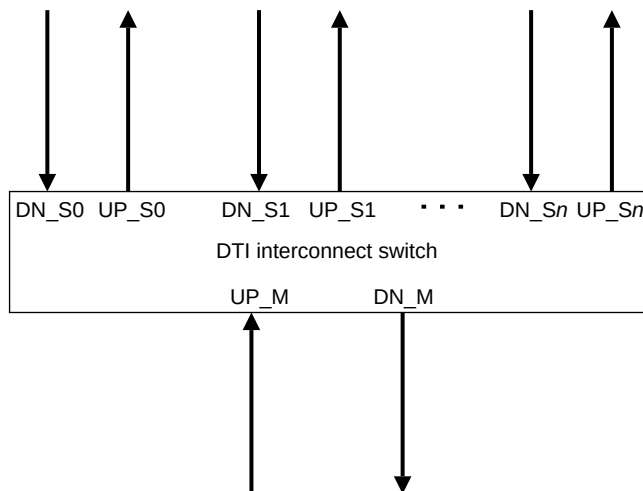 DN_S0 UP_S0 DN_S1 UP_S1 ... DN_Sn UP_Sn
DTI interconnect switch
UP_M DN_M